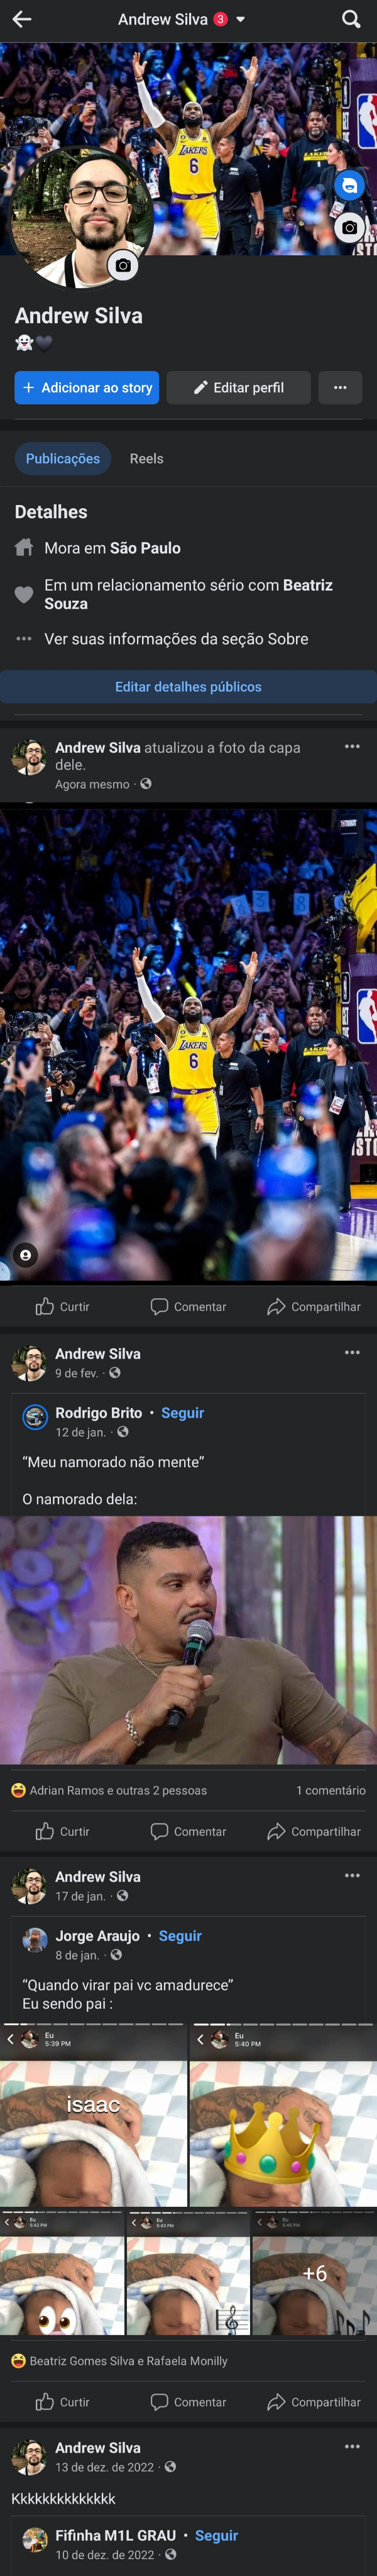 Andrew Silva 3
LAKERS
6
Andrew Silva
+ Adicionar ao story
Editar perfil
Publicações
Reels
Detalhes
Mora em São Paulo
Em um relacionamento sério com Beatriz
Souza
Ver suas informações da seção Sobre
Editar detalhes públicos
Andrew Silva atualizou a foto da capa
dele.
Agora mesmo ·
LAKERS
6
Curtir
Comentar
Compartilhar
Andrew Silva
9 de fev. ·
Rodrigo Brito • Seguir
12 de jan. ·
“Meu namorado não mente”
O namorado dela:
Adrian Ramos e outras 2 pessoas
1 comentário
Curtir
Comentar
Compartilhar
Andrew Silva
17 de jan. ·
Jorge Araujo • Seguir
8 de jan. ·
“Quando virar pai vc amadurece”
Eu sendo pai :
Eu
5:39 PM
isaac
Eu
5:40 PM
Eu
5:42 PM
Eu
5:43 PM
+6
Beatriz Gomes Silva e Rafaela Monilly
Curtir
Comentar
Compartilhar
Andrew Silva
13 de dez. de 2022 ·
Kkkkkkkkkkkkkkk
Fifinha M1L GRAU • Seguir
10 de dez. de 2022 ·